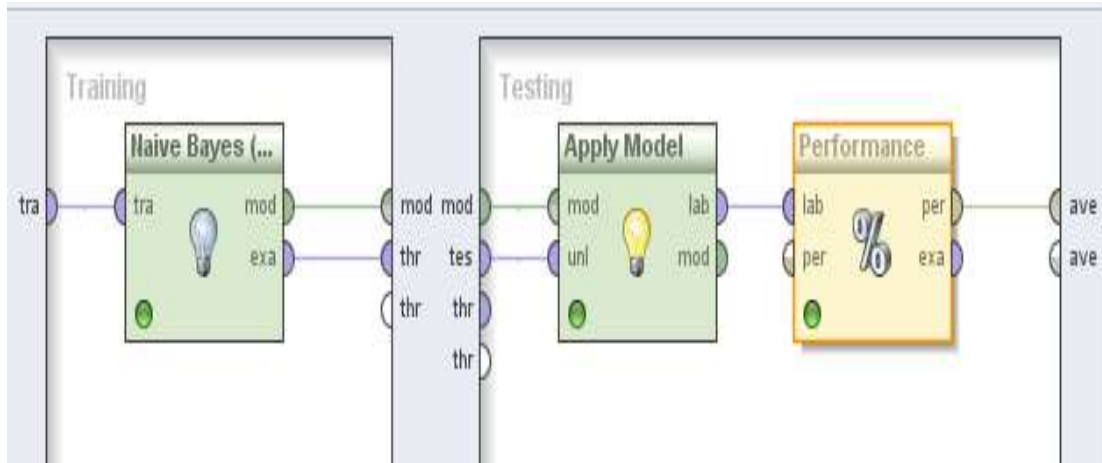 Training
Testing
Naive Bayes (...
Apply Model
Performance
tra
tra
mod
mod
mod
mod
lab
lab
per
ave
exa
thr
tes
unl
mod
per
exa
ave
thr
thr
thr
%